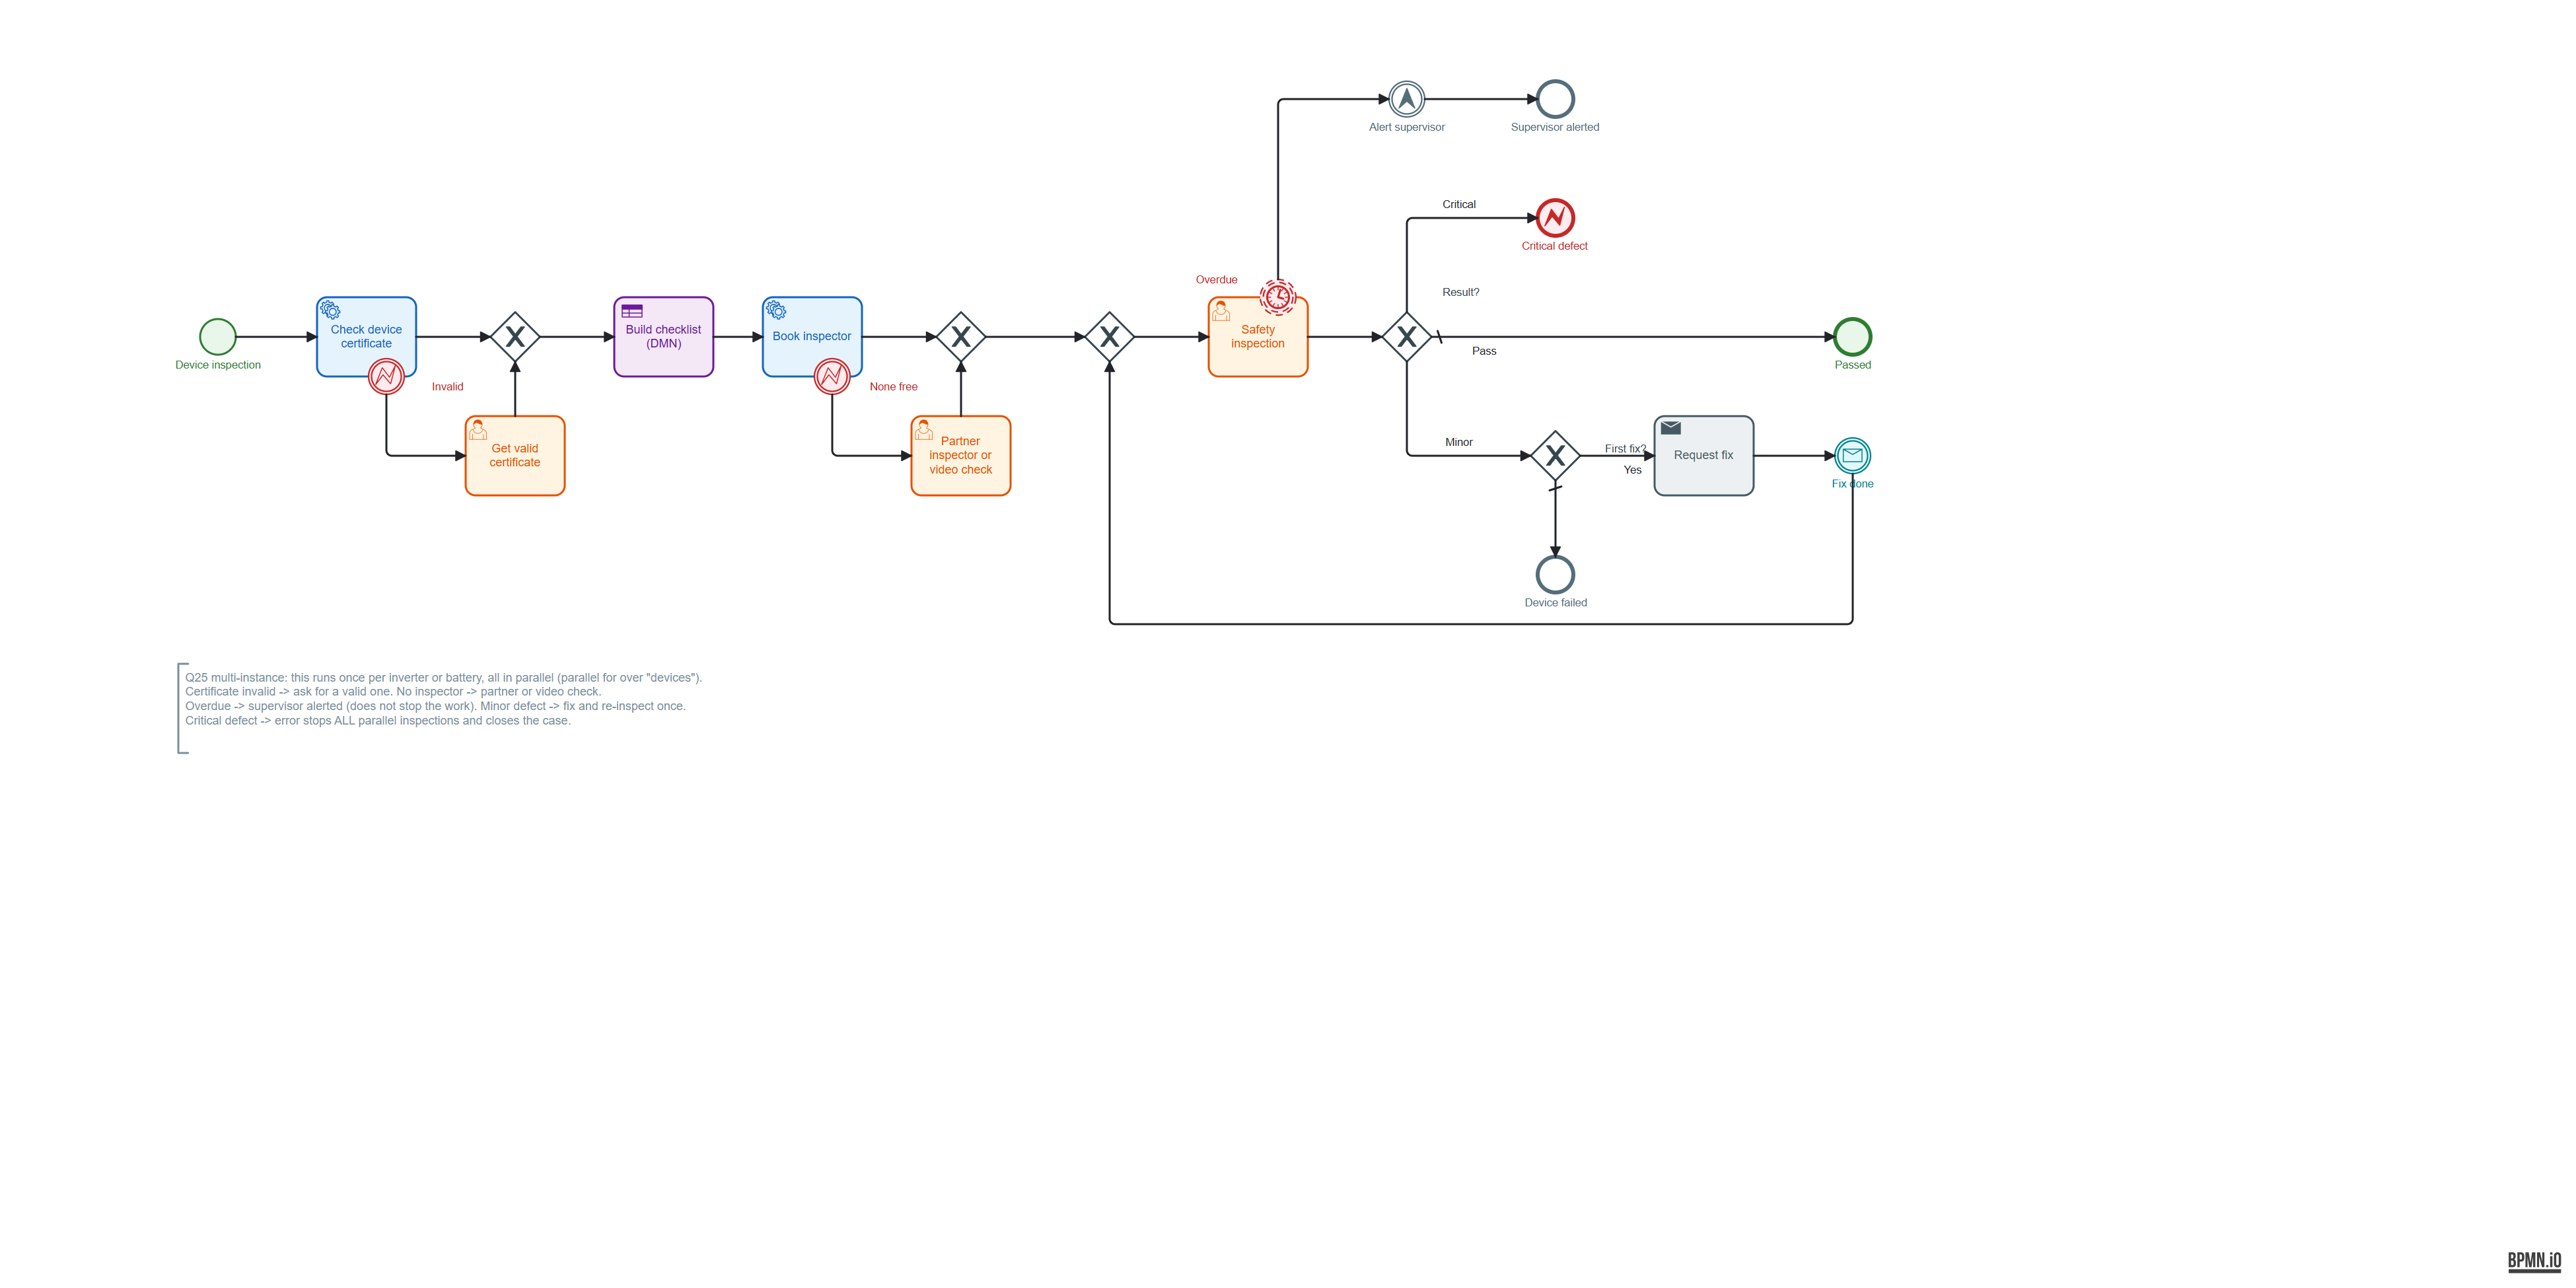 Alert supervisor
Supervisor alerted
Critical
Critical defect
Overdue
Result?
Device inspection
Check device
certificate
Invalid
Get valid
certificate
Build checklist
(DMN)
Book inspector
None free
Partner
inspector or
video check
Safety
inspection
Pass
Passed
Minor
First fix?
Yes
Request fix
Fix done
Device failed
Q25 multi-instance: this runs once per inverter or battery, all in parallel (parallel for over "devices").
Certificate invalid -> ask for a valid one. No inspector -> partner or video check.
Overdue -> supervisor alerted (does not stop the work). Minor defect -> fix and re-inspect once.
Critical defect -> error stops ALL parallel inspections and closes the case.
BPMN.iO